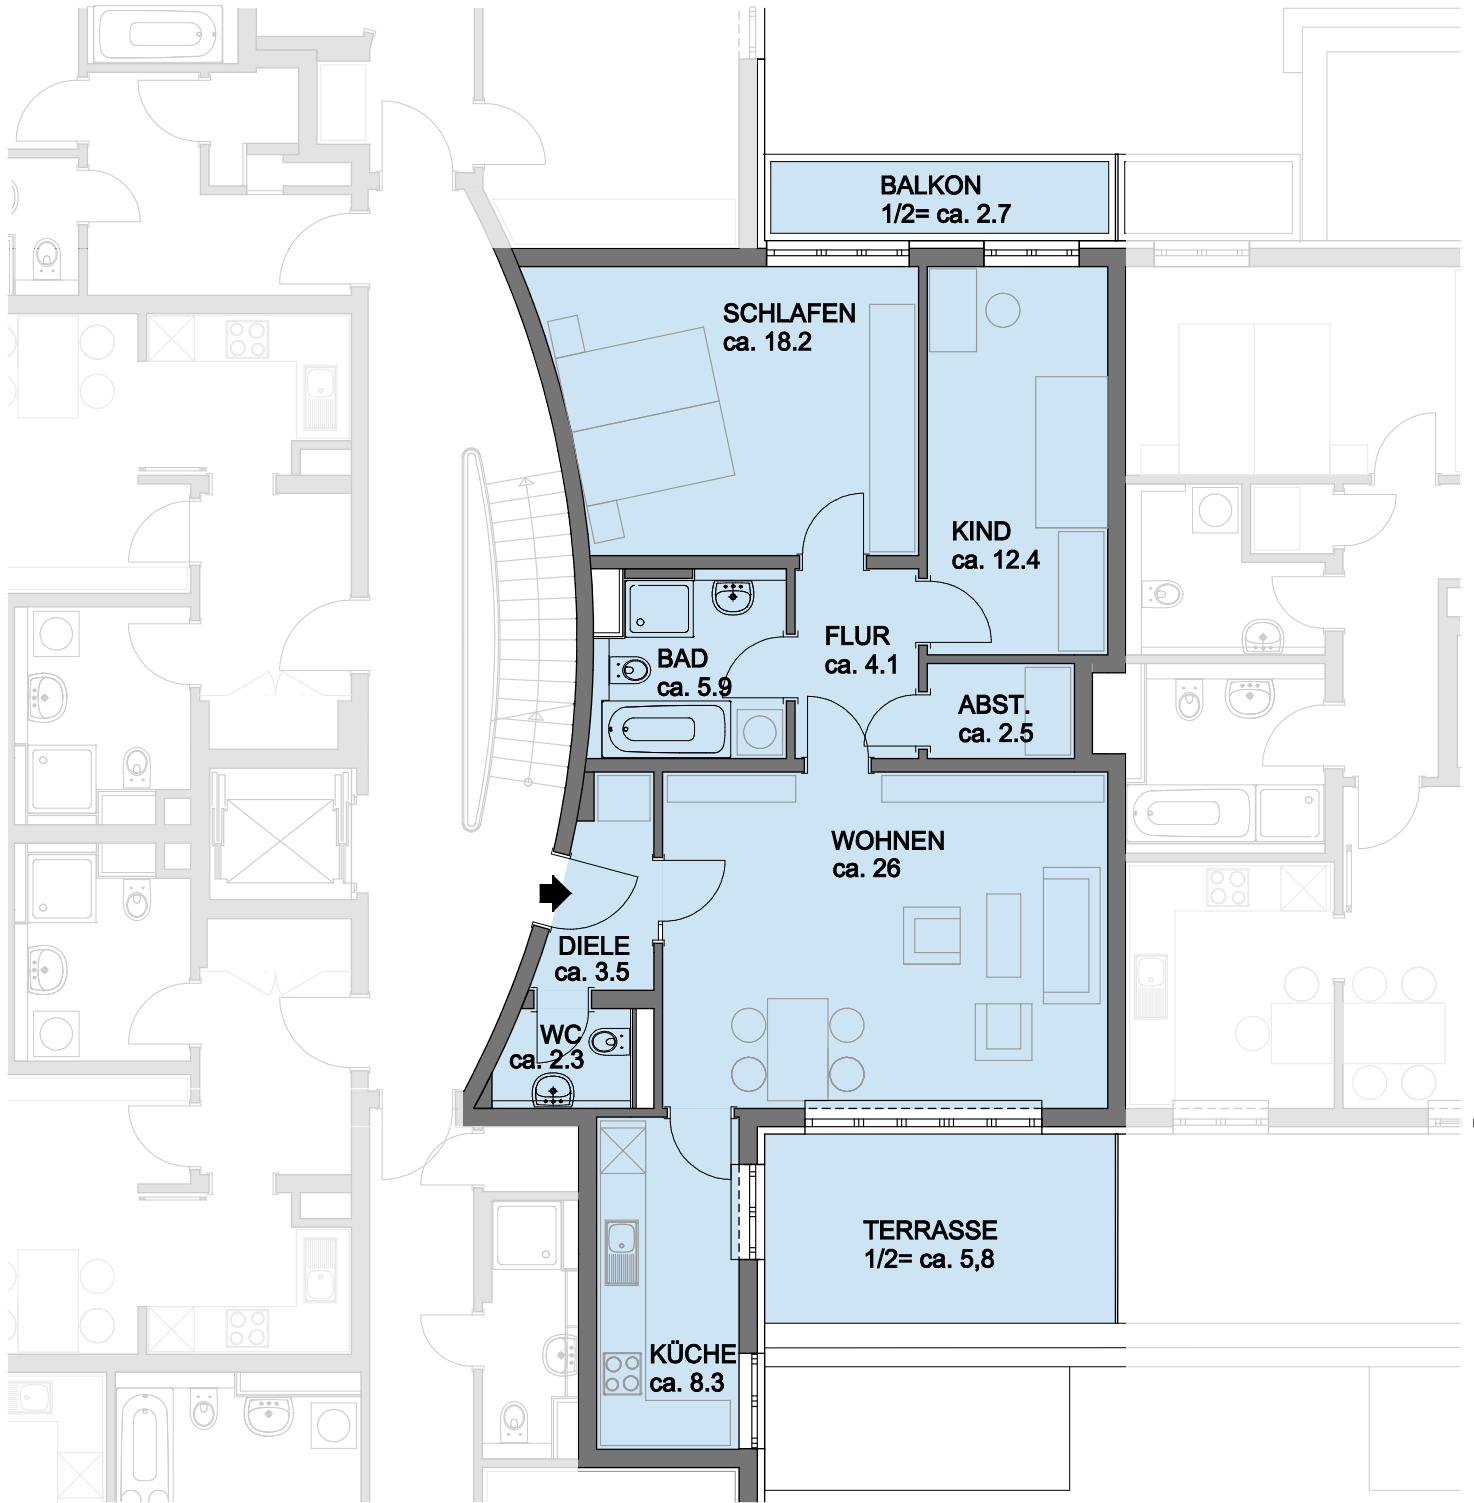 BALKON
1/2= ca. 2.7
SCHLAFEN
ca. 18.2
KIND
ca. 12.4
FLUR
ca. 4.1
BAD
ca. 5.9
ABST.
ca. 2.5
WOHNEN
ca. 26
DIELE
ca. 3.5
WC
ca. 2.3
TERRASSE
1/2= ca. 5,8
KÜCHE
ca. 8.3